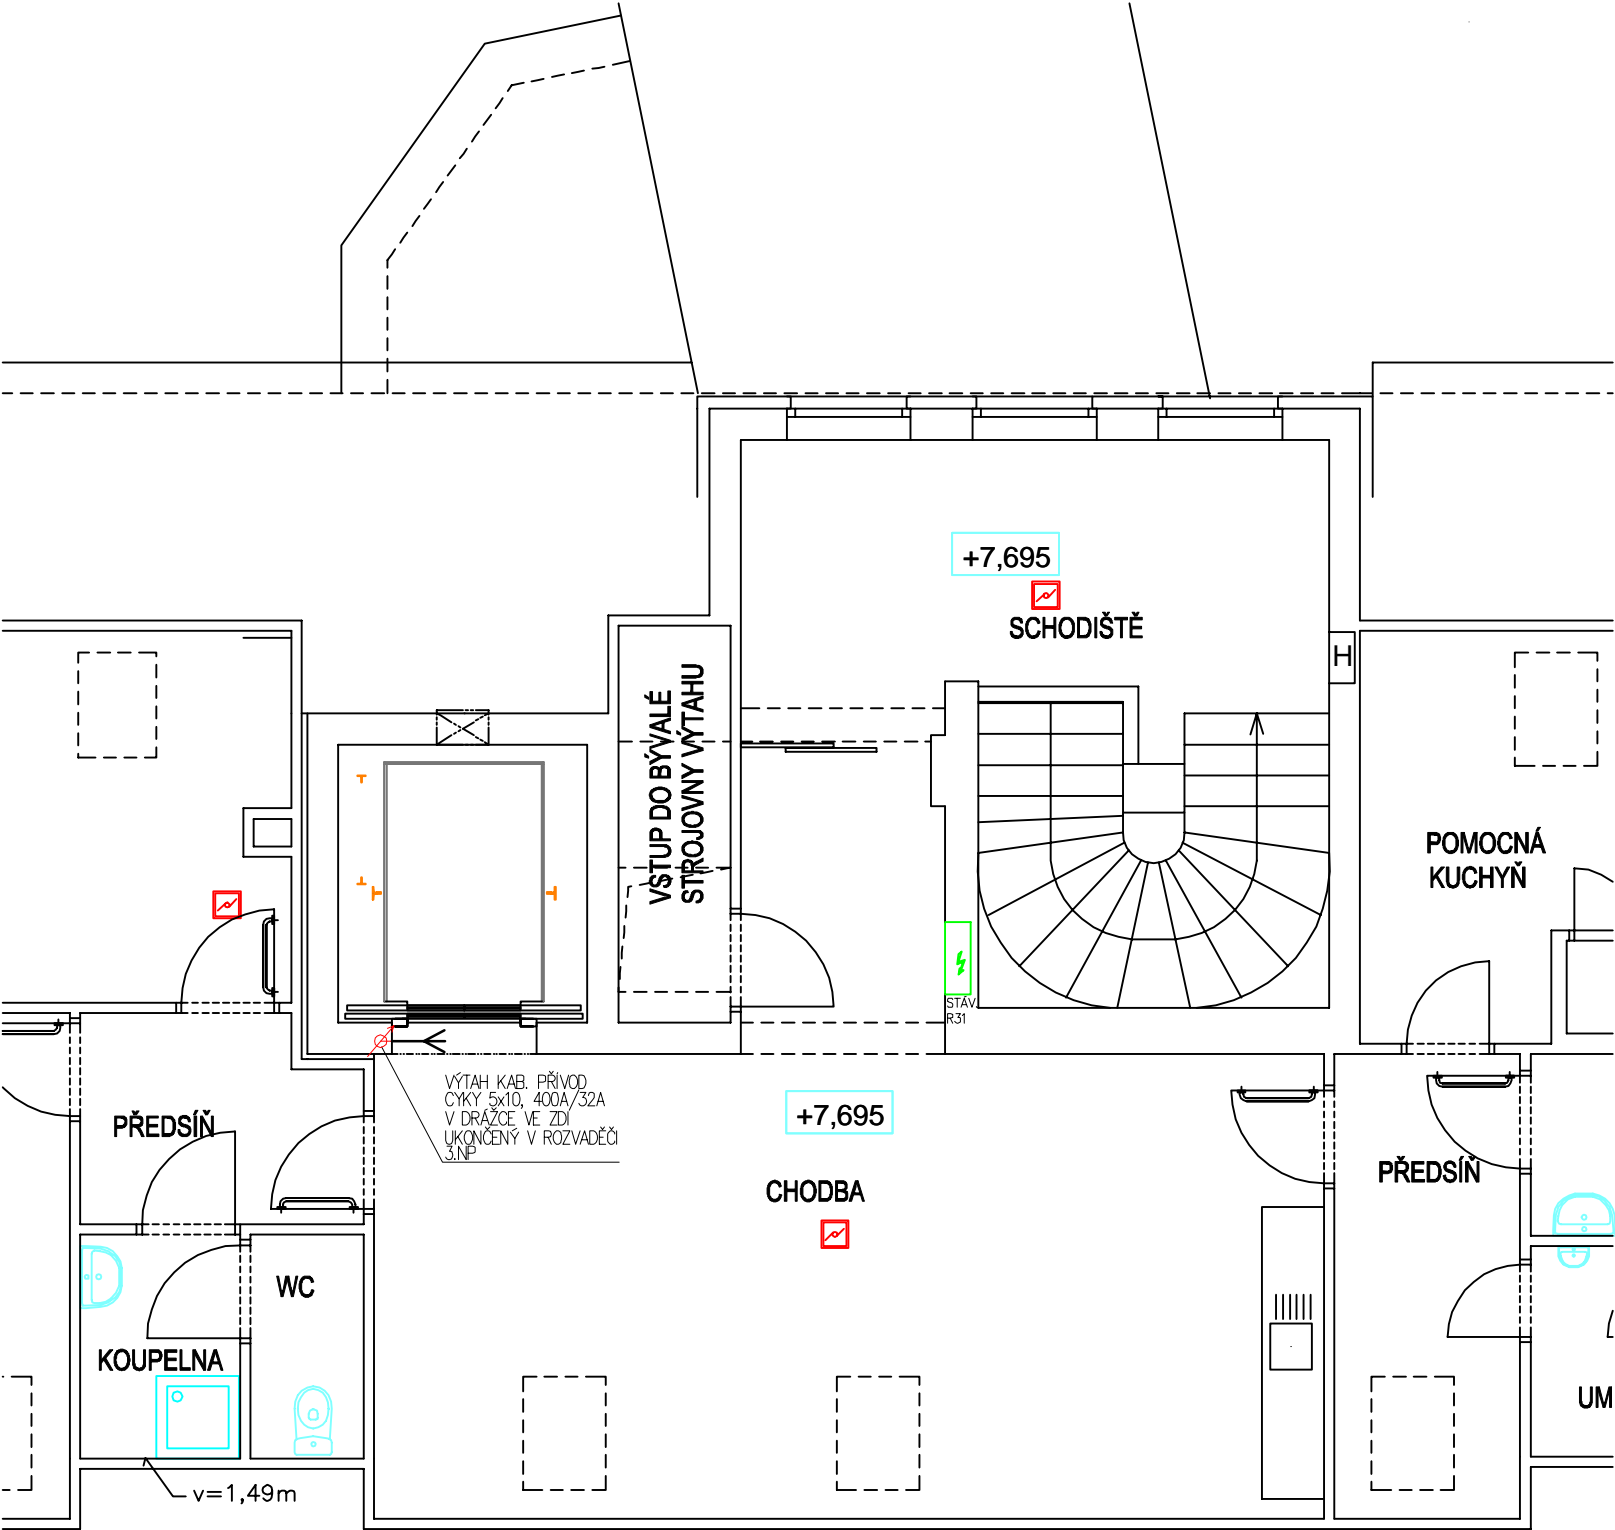 +7,695
SCHODIŠTĚ
H
VSTUP DO BÝVALÉ
STROJOVNY VÝTAHU
POMOCNÁ
KUCHYŇ
STÁV.
R31
VÝTAH KAB. PŘÍVOD
CYKY 5x10, 400A/32A
V DRÁŽCE VE ZDI
UKONČENÝ V ROZVADĚČI
3.NP
+7,695
PŘEDSÍŇ
PŘEDSÍŇ
CHODBA
WC
KOUPELNA
UM
v=1,49m